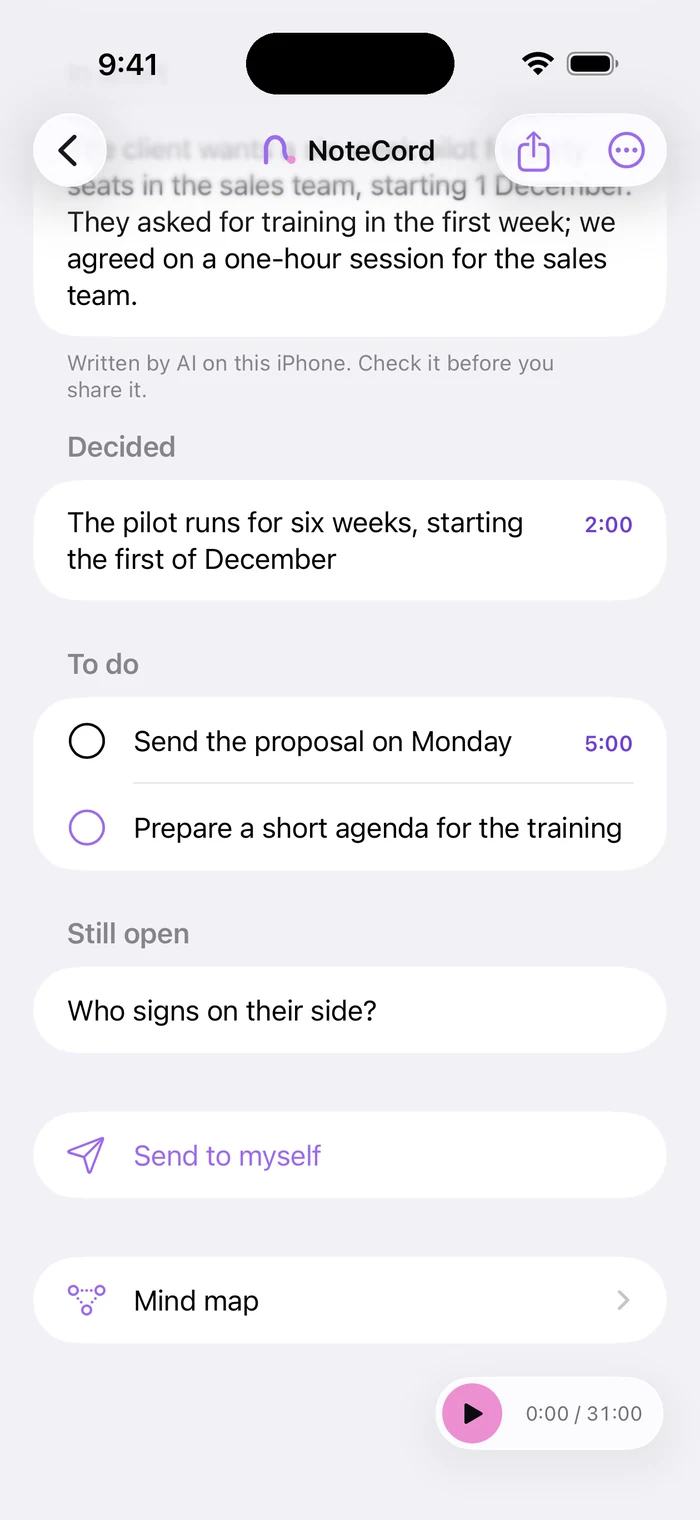 9:41
NoteCord
client wants
seats in the sales team, starting 1 December.
They asked for training in the first week; we
agreed on a one-hour session for the sales
team.
Written by AI on this iPhone. Check it before you
share it.
Decided
The pilot runs for six weeks, starting
2:00
the first of December
To do
Send the proposal on Monday
5:00
Prepare a short agenda for the training
Still open
Who signs on their side?
Send to myself
Mind map
0:00 / 31:00